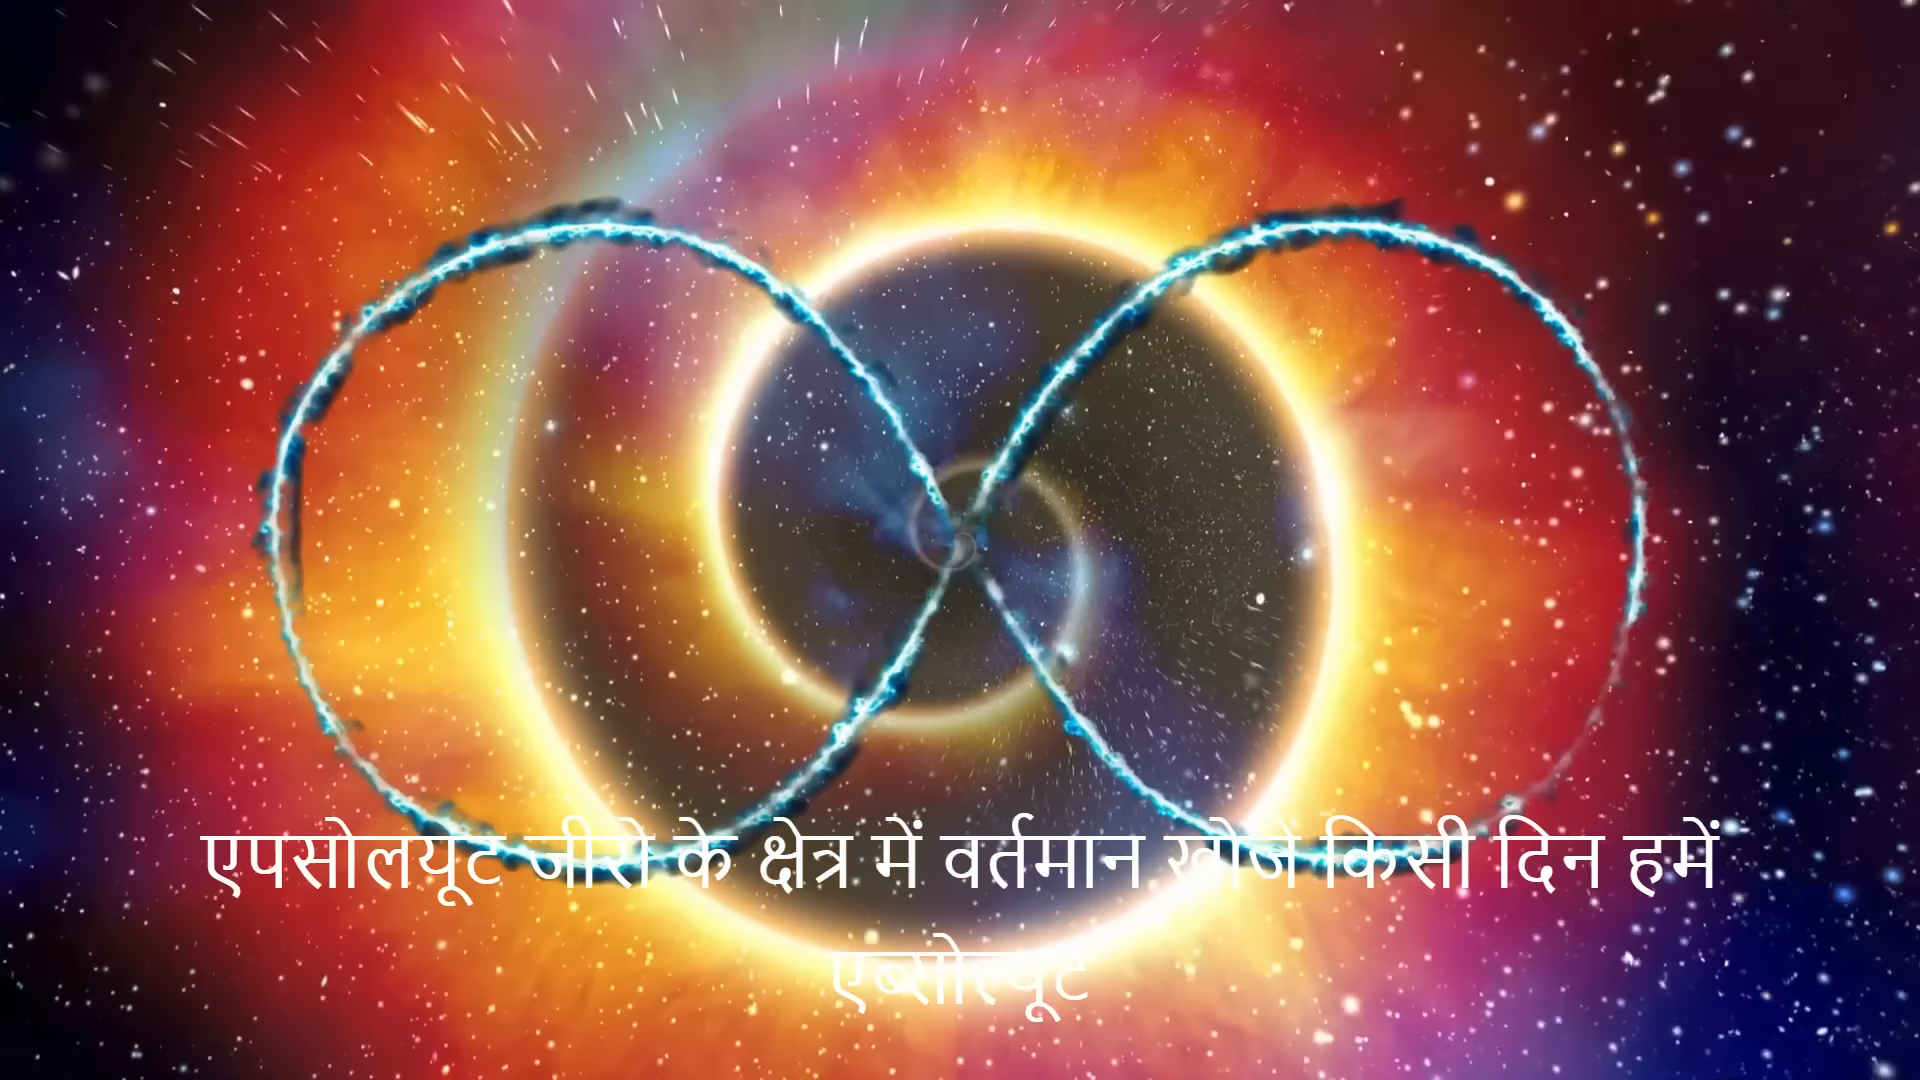 एपसोलयूट जीरो के क्षेत्र में वर्तमान खोजें किसी दिन हमें
एब्सोल्यूट